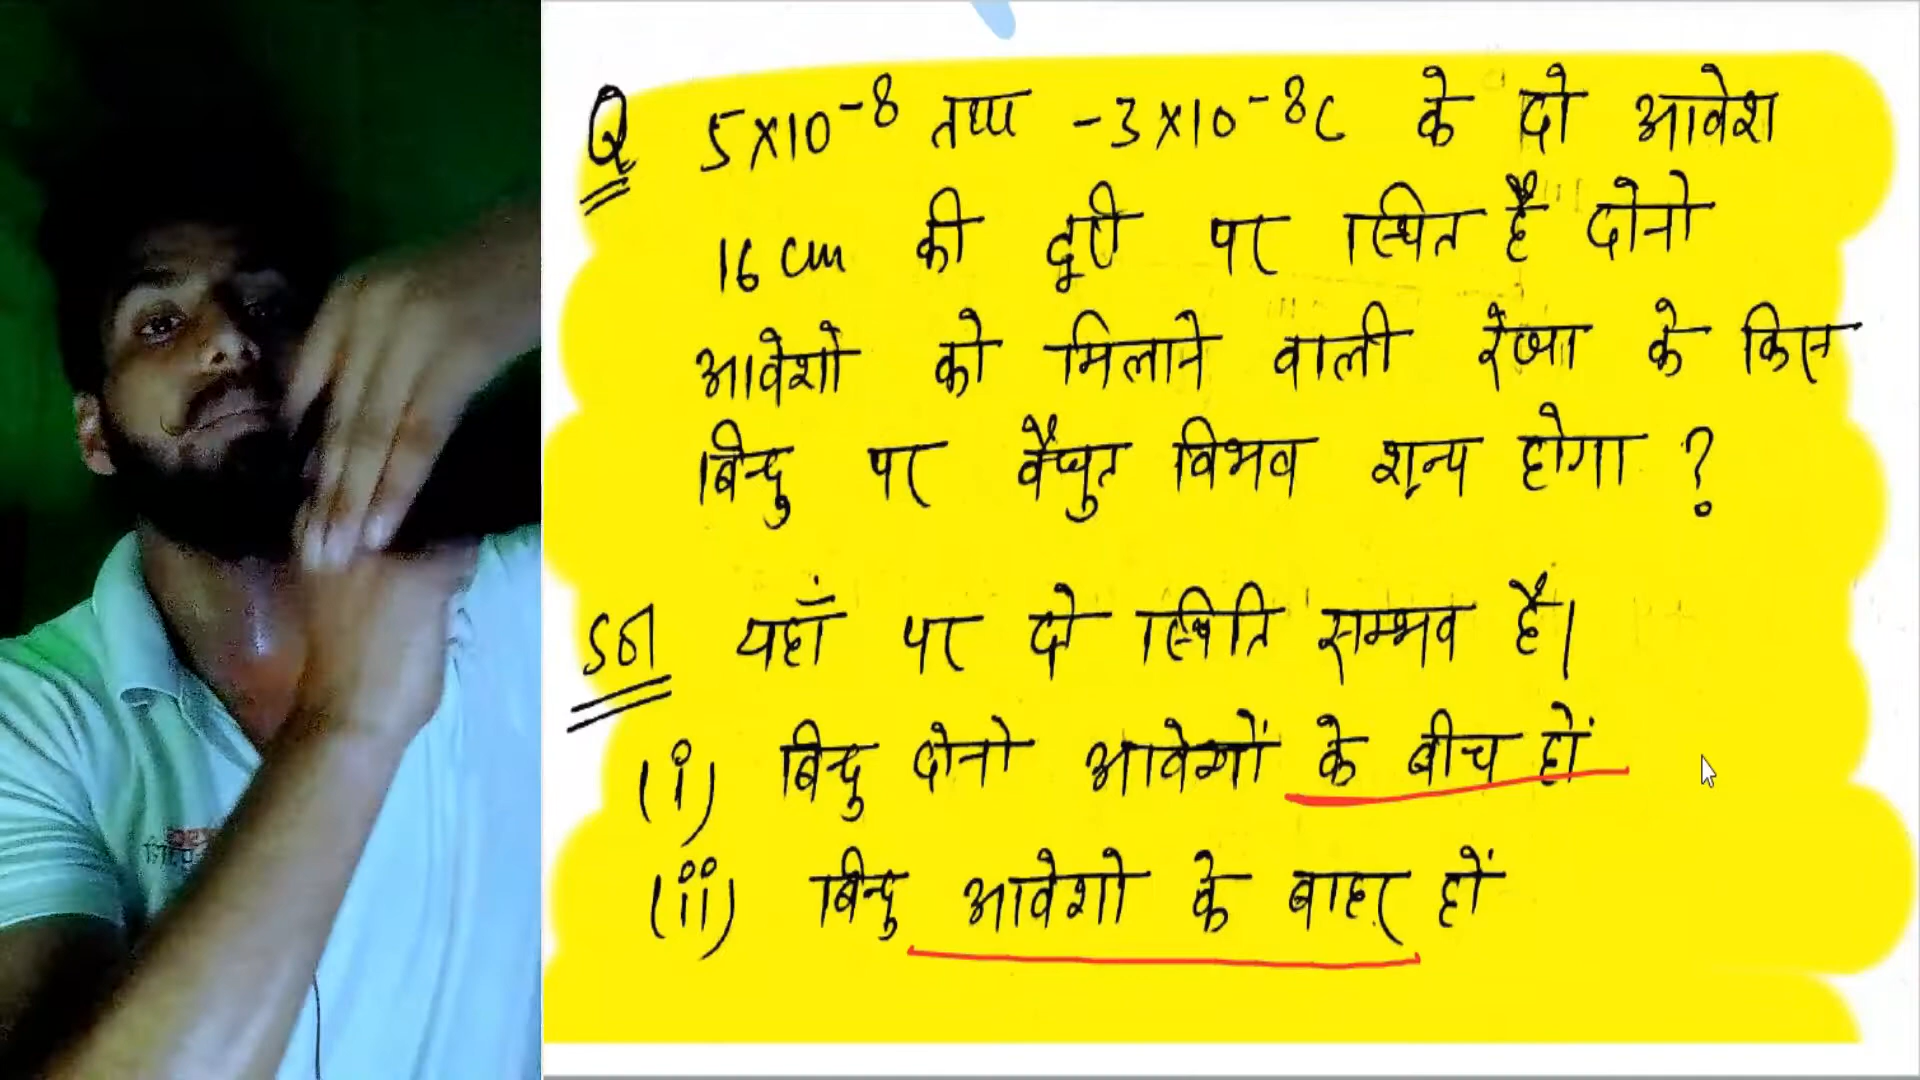 Q 5×10⁻⁸ तथा -3×10⁻⁸C के दो आवेश
16 cm की दूरी पर स्थित है दोनो
आवेशो को मिलाने वाली रेखा के किस
बिन्दु पर वैद्युत विभव शून्य होगा ?
Sol यहाँ पर दो स्थिति सम्भव है।
(i) बिन्दु दोनो आवेशों के बीच हों
(ii) बिन्दु आवेशो के बाहर हों